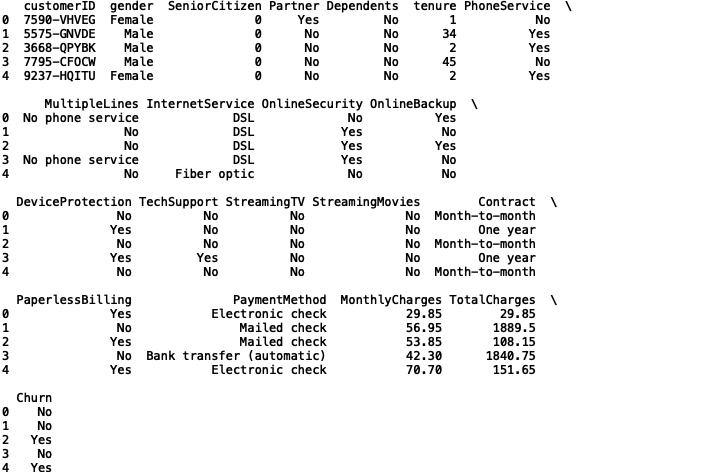 customerID gender SeniorCitizen Partner Dependents tenure PhoneService \
0 7590-VHVEG Female 0 Yes No 1 No
1 5575-GNVDE Male 0 No No 34 Yes
2 3668-QPYBK Male 0 No No 2 Yes
3 7795-CFOCW Male 0 No No 45 No
4 9237-HQITU Female 0 No No 2 Yes
MultipleLines InternetService OnlineSecurity OnlineBackup \
0 No phone service DSL No Yes
1 No DSL Yes No
2 No DSL Yes Yes
3 No phone service DSL Yes No
4 No Fiber optic No No
DeviceProtection TechSupport StreamingTV StreamingMovies Contract \
0 No No No No Month-to-month
1 Yes No No No One year
2 No No No No Month-to-month
3 Yes Yes No No One year
4 No No No No Month-to-month
PaperlessBilling PaymentMethod MonthlyCharges TotalCharges \
0 Yes Electronic check 29.85 29.85
1 No Mailed check 56.95 1889.5
2 Yes Mailed check 53.85 108.15
3 No Bank transfer (automatic) 42.30 1840.75
4 Yes Electronic check 70.70 151.65
Churn
0 No
1 No
2 Yes
3 No
4 Yes